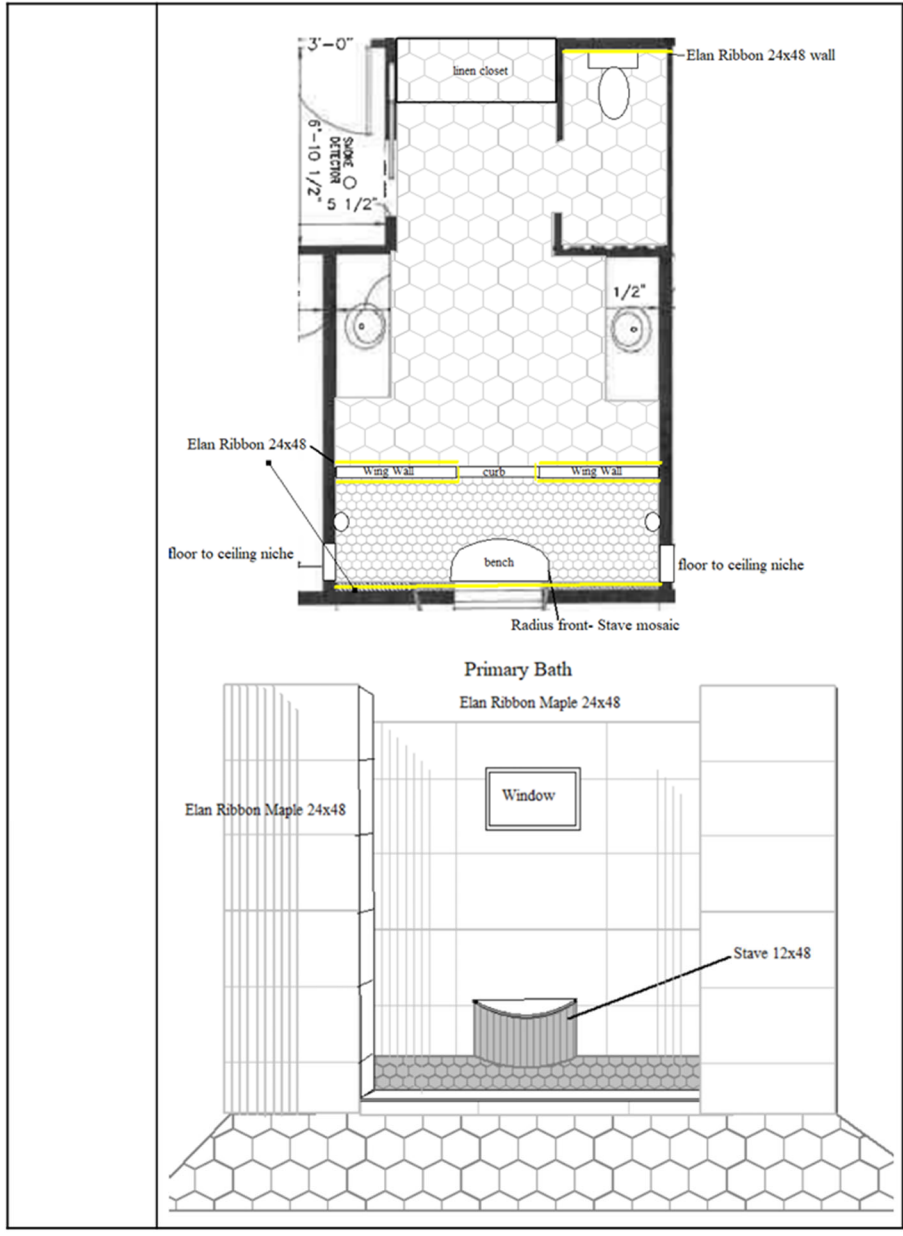 3'-0"
linen closet
Elan Ribbon 24x48 wall
6'-10 1/2"
SMOKE
DETECTOR
5 1/2"
1/2"
Elan Ribbon 24x48
Wing Wall
curb
Wing Wall
floor to ceiling niche
bench
floor to ceiling niche
Radius front- Stave mosaic
Primary Bath
Elan Ribbon Maple 24x48
Window
Elan Ribbon Maple 24x48
Stave 12x48